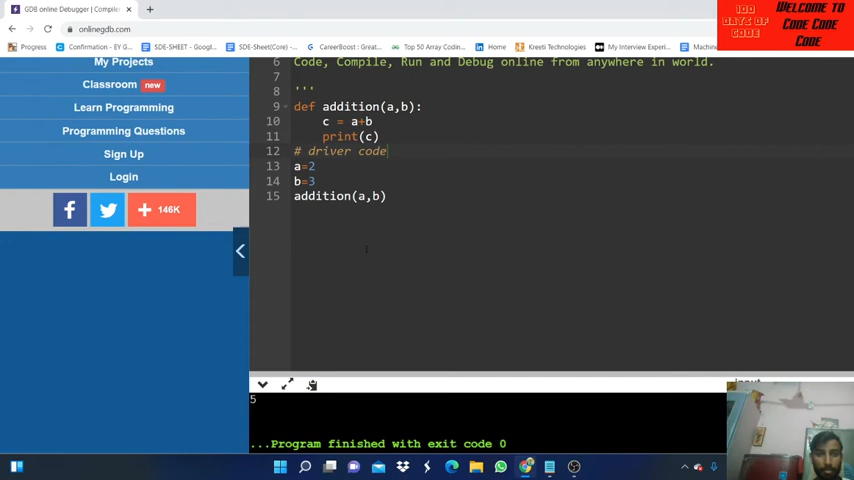 GDB online Debugger | Compiler
onlinegdb.com
100 DAYS OF CODE
WELCOME TO CODE CODE CODE
Progress
Confirmation - EY G...
SDE-SHEET - Googl...
SDE-Sheet(Core) -...
CareerBoost : Great...
Top 50 Array Codin...
Home
Kreeti Technologies
My Interview Experi...
Machin
My Projects
Classroom new
Learn Programming
Programming Questions
Sign Up
Login
146K
6 Code, Compile, Run and Debug online from anywhere in world.
7
8 '''
9 def addition(a,b):
10 c = a+b
11 print(c)
12 # driver code
13 a=2
14 b=3
15 addition(a,b)
input
5
...Program finished with exit code 0